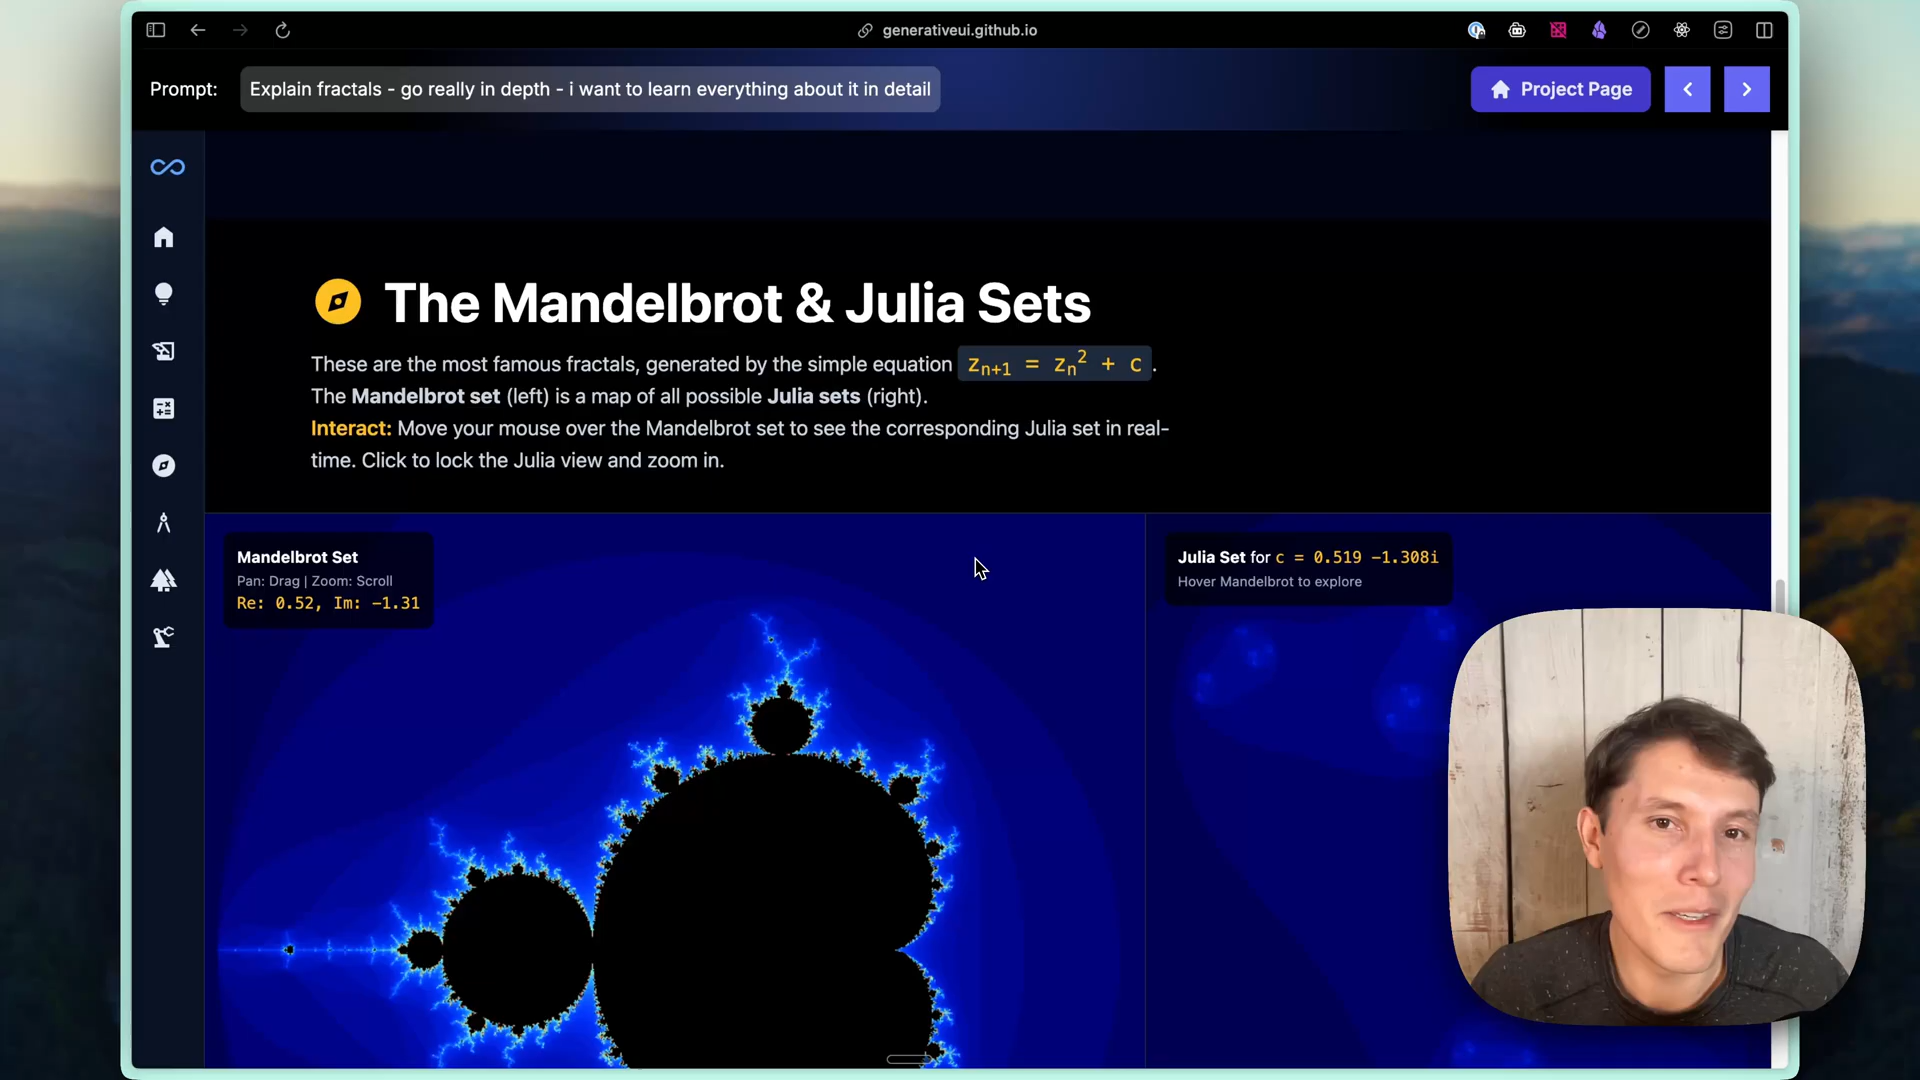 generativeui.github.io
Prompt:
Explain fractals - go really in depth - i want to learn everything about it in detail
Project Page
The Mandelbrot & Julia Sets
These are the most famous fractals, generated by the simple equation zₙ₊₁ = zₙ² + c.
The Mandelbrot set (left) is a map of all possible Julia sets (right).
Interact: Move your mouse over the Mandelbrot set to see the corresponding Julia set in real-
time. Click to lock the Julia view and zoom in.
Mandelbrot Set
Pan: Drag | Zoom: Scroll
Re: 0.52, Im: -1.31
Julia Set for c = 0.519 -1.308i
Hover Mandelbrot to explore